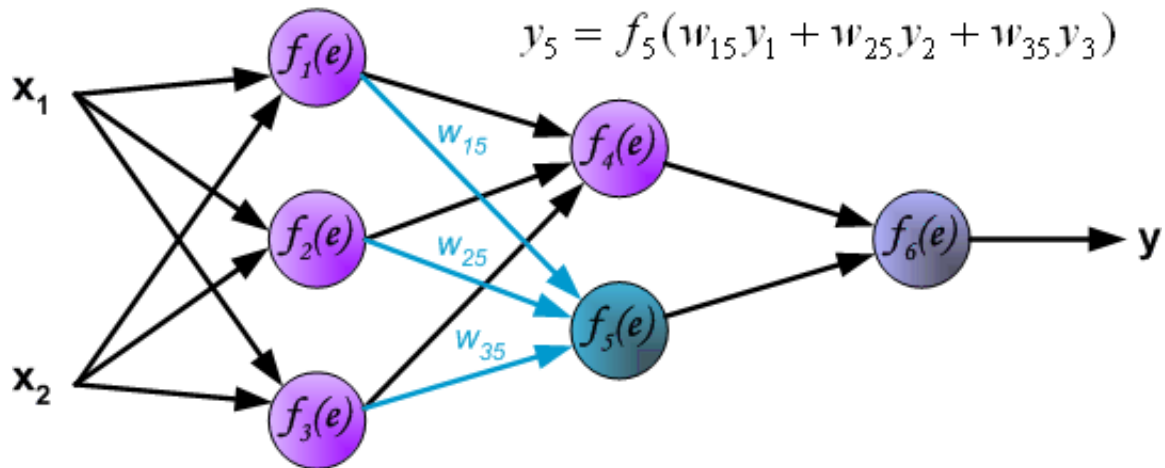 y₅ = f₅(w₁₅y₁ + w₂₅y₂ + w₃₅y₃)
f₁(e)
x₁
w₁₅
f₄(e)
f₂(e)
w₂₅
f₆(e)
y
f₅(e)
w₃₅
x₂
f₃(e)